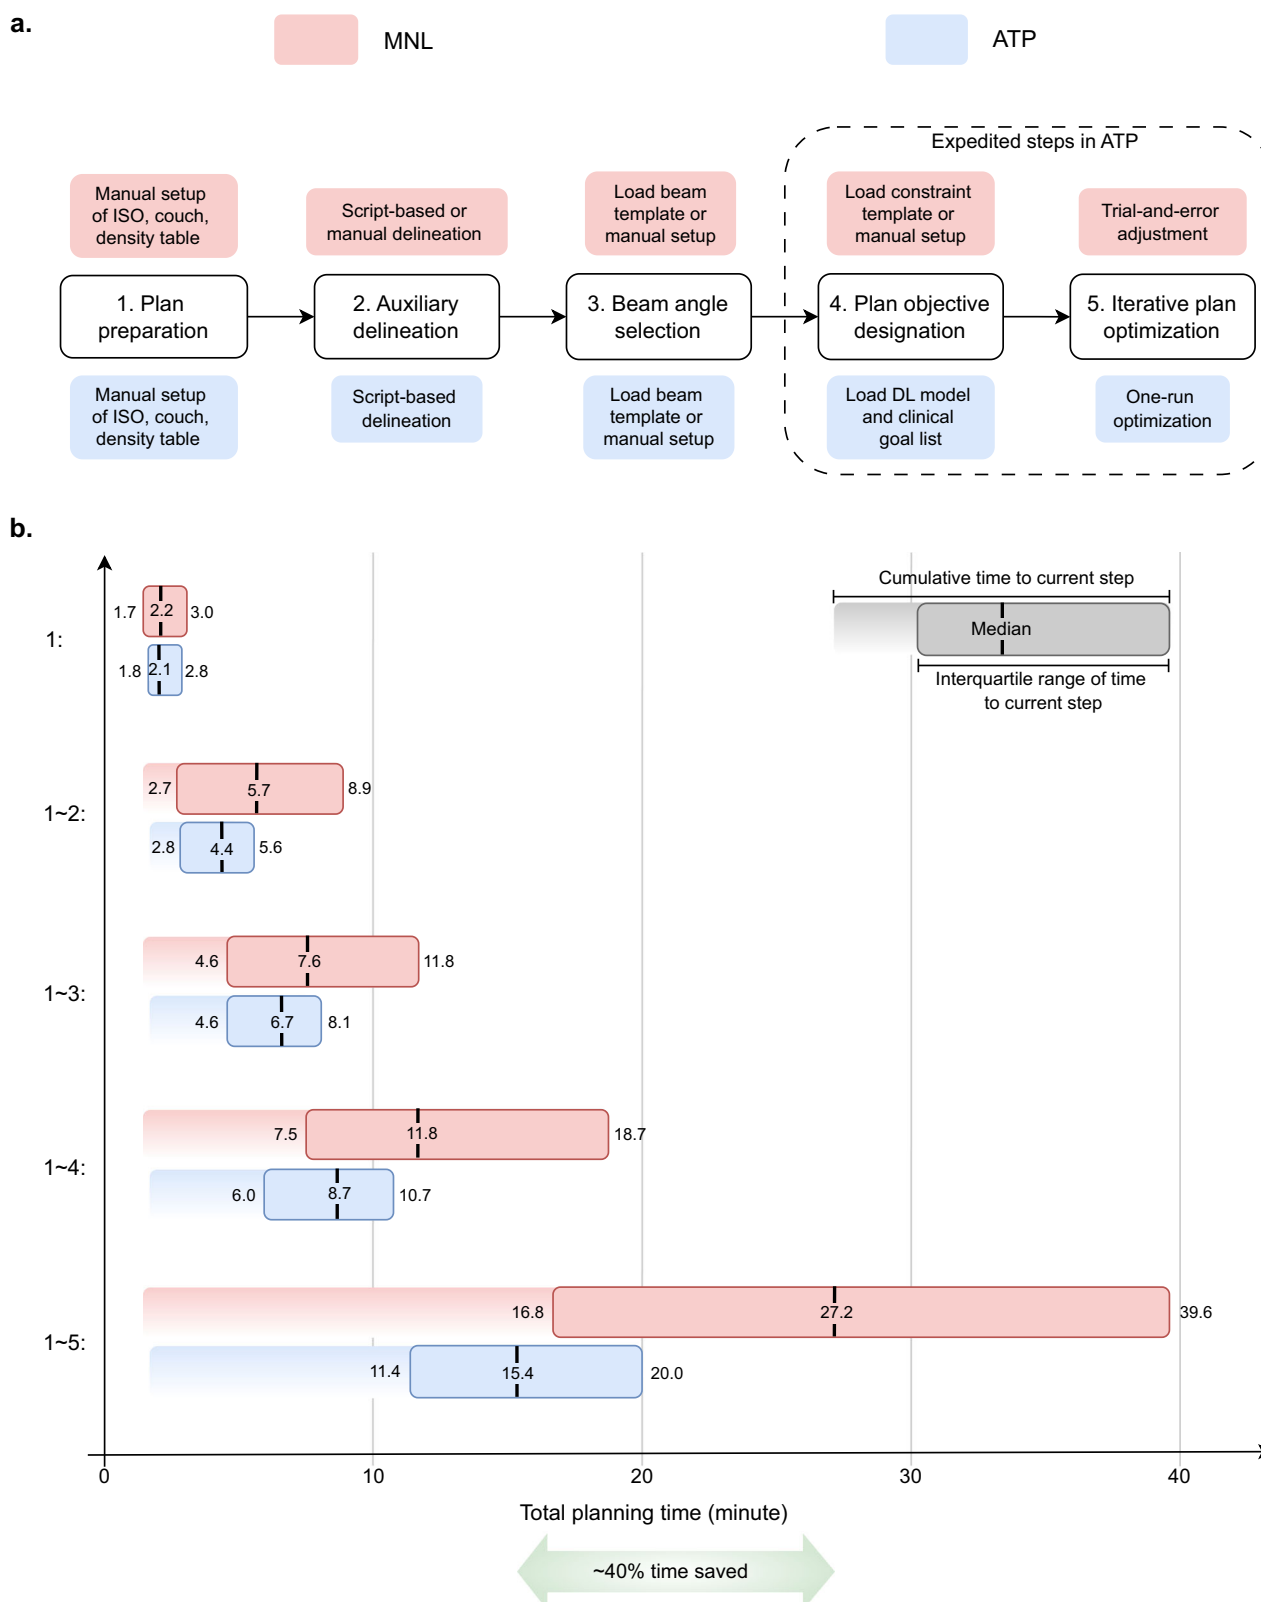 a.
MNL
ATP
Expedited steps in ATP
Manual setup
of ISO, couch,
density table
Script-based or
manual delineation
Load beam
template or
manual setup
Load constraint
template or
manual setup
Trial-and-error
adjustment
1. Plan
preparation
2. Auxiliary
delineation
3. Beam angle
selection
4. Plan objective
designation
5. Iterative plan
optimization
Manual setup
of ISO, couch,
density table
Script-based
delineation
Load beam
template or
manual setup
Load DL model
and clinical
goal list
One-run
optimization
b.
Cumulative time to current step
Median
Interquartile range of time
to current step
1:
1.7 2.2 3.0
1.8 2.1 2.8
1~2:
2.7 5.7 8.9
2.8 4.4 5.6
1~3:
4.6 7.6 11.8
4.6 6.7 8.1
1~4:
7.5 11.8 18.7
6.0 8.7 10.7
1~5:
16.8 27.2 39.6
11.4 15.4 20.0
0 10 20 30 40
Total planning time (minute)
~40% time saved